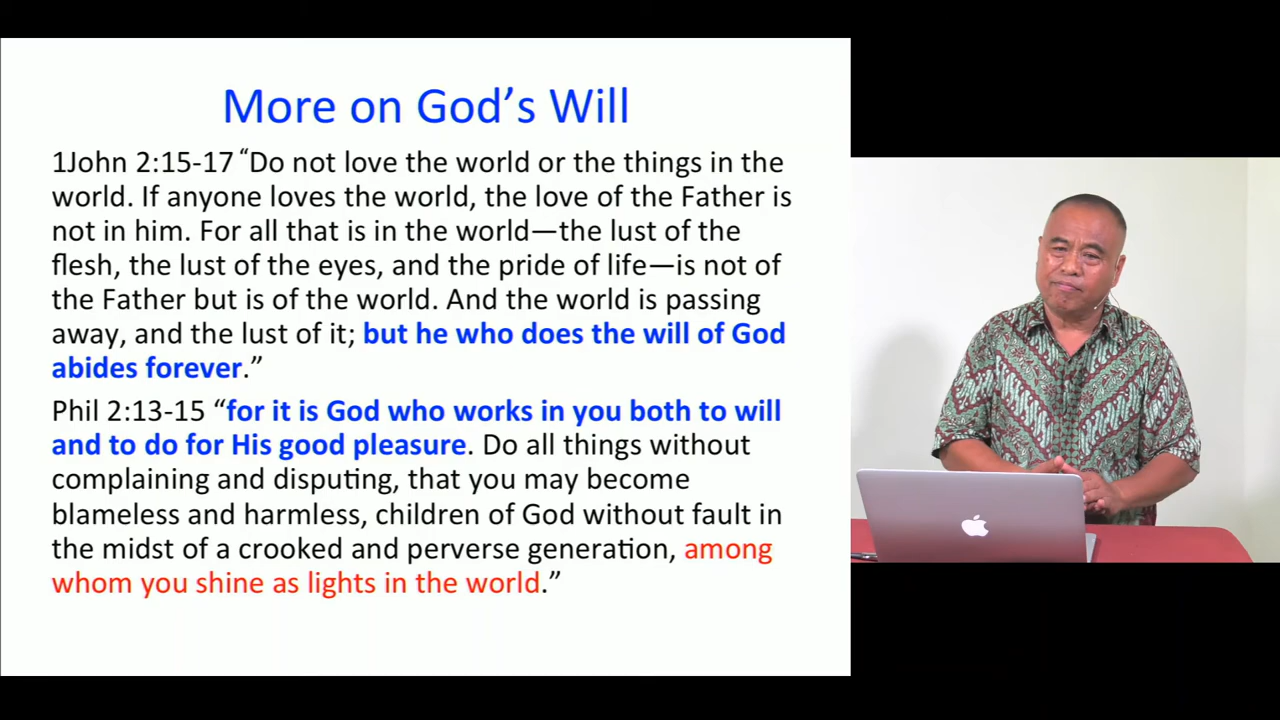 More on God’s Will
1John 2:15-17 “Do not love the world or the things in the
world. If anyone loves the world, the love of the Father is
not in him. For all that is in the world—the lust of the
flesh, the lust of the eyes, and the pride of life—is not of
the Father but is of the world. And the world is passing
away, and the lust of it; but he who does the will of God
abides forever.”
Phil 2:13-15 “for it is God who works in you both to will
and to do for His good pleasure. Do all things without
complaining and disputing, that you may become
blameless and harmless, children of God without fault in
the midst of a crooked and perverse generation, among
whom you shine as lights in the world.”